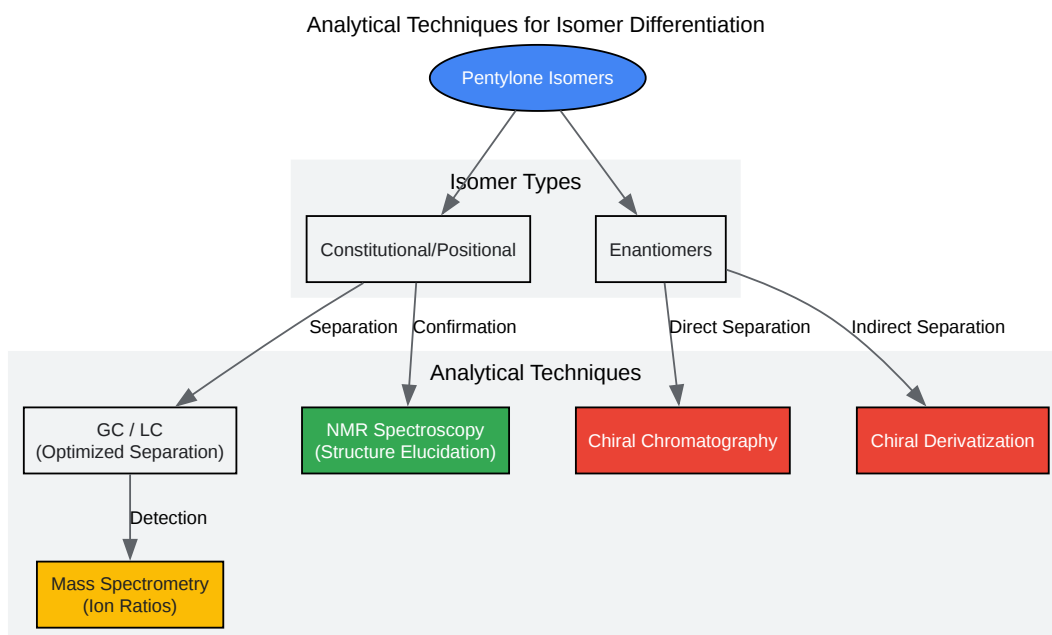 Analytical Techniques for Isomer Differentiation
Pentylone Isomers
Isomer Types
Constitutional/Positional
Enantiomers
Separation
Confirmation
Direct Separation
Indirect Separation
Analytical Techniques
GC / LC
(Optimized Separation)
NMR Spectroscopy
(Structure Elucidation)
Chiral Chromatography
Chiral Derivatization
Detection
Mass Spectrometry
(Ion Ratios)